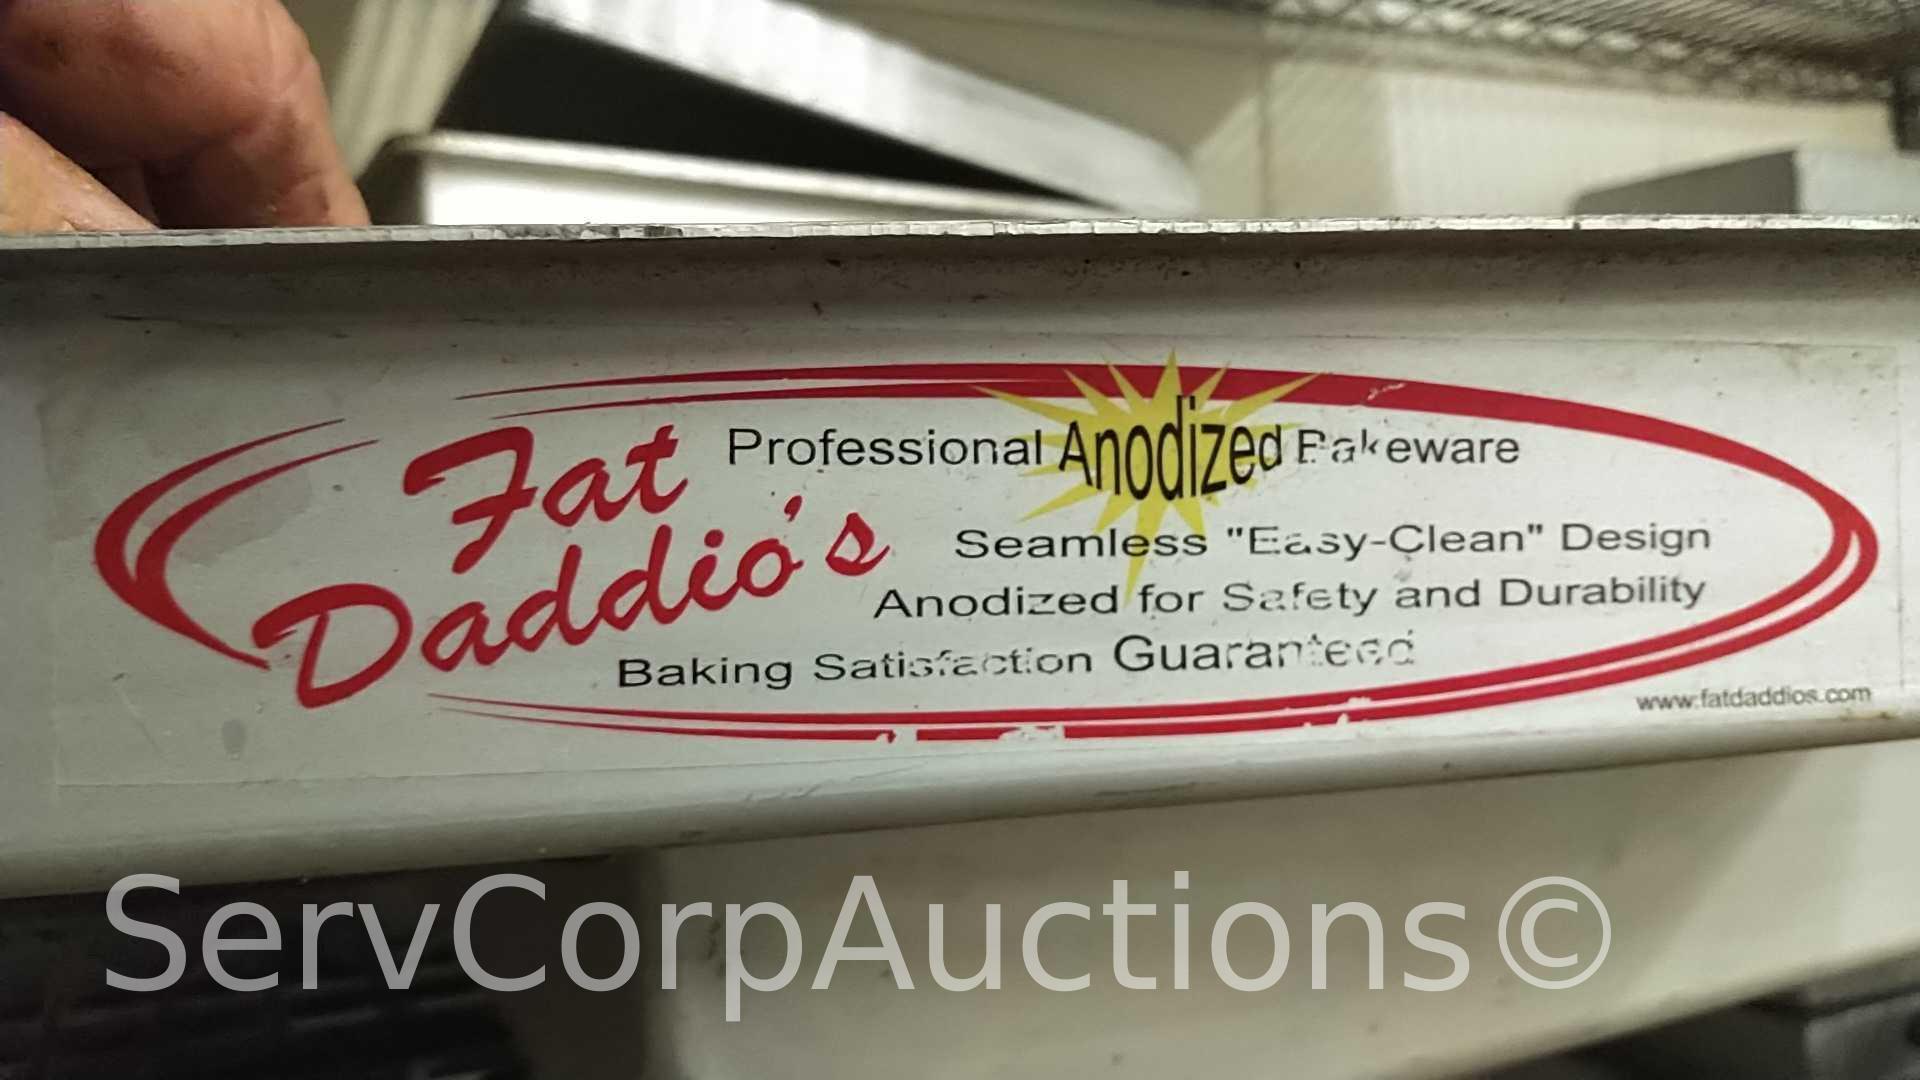 Fat Daddio's
Professional Anodized Bakeware
Seamless "Easy-Clean" Design
Anodized for Safety and Durability
Baking Satisfaction Guaranteed
www.fatdaddios.com
ServCorpAuctions©